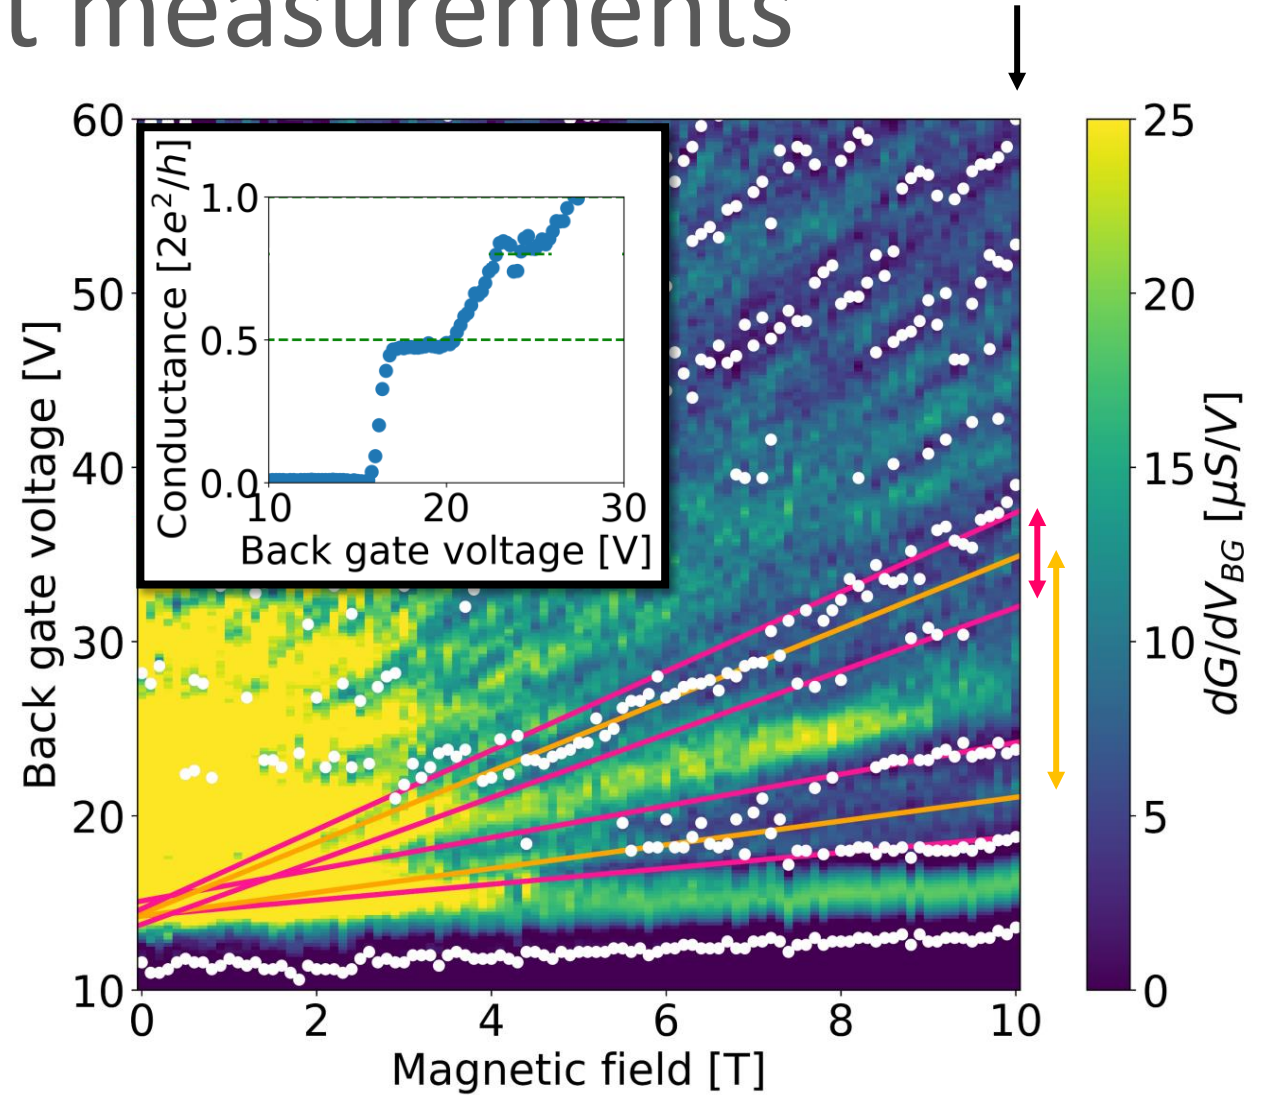 t measurements
60
50
40
30
20
10
Back gate voltage [V]
0 2 4 6 8 10
Magnetic field [T]
Conductance [2e²/h]
1.0
0.5
0.0
10 20 30
Back gate voltage [V]
25
20
15
10
5
0
dG/dV_BG [μS/V]